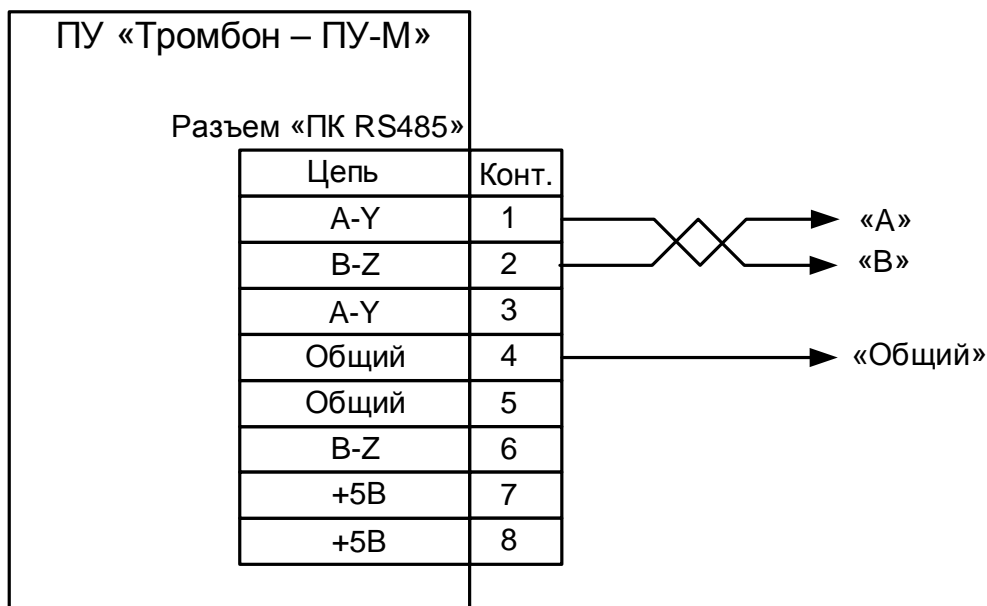 ПУ «Тромбон – ПУ-М»
Разъем «ПК RS485»
Цепь Конт.
A-Y 1 «А»
B-Z 2 «В»
A-Y 3
Общий 4 «Общий»
Общий 5
B-Z 6
+5В 7
+5В 8